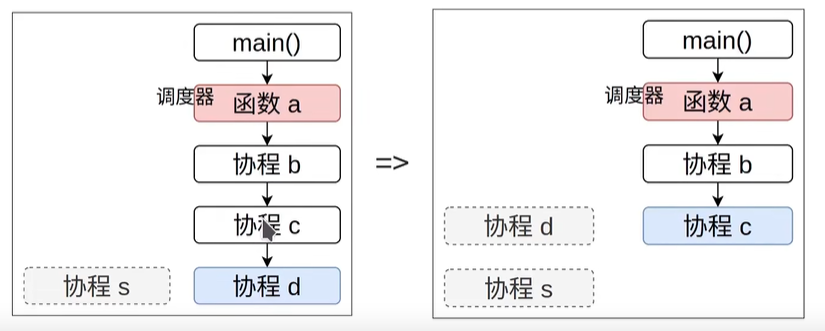 main()
调度器
函数 a
协程 b
协程 c
协程 s
协程 d
=>
main()
调度器
函数 a
协程 b
协程 d
协程 c
协程 s